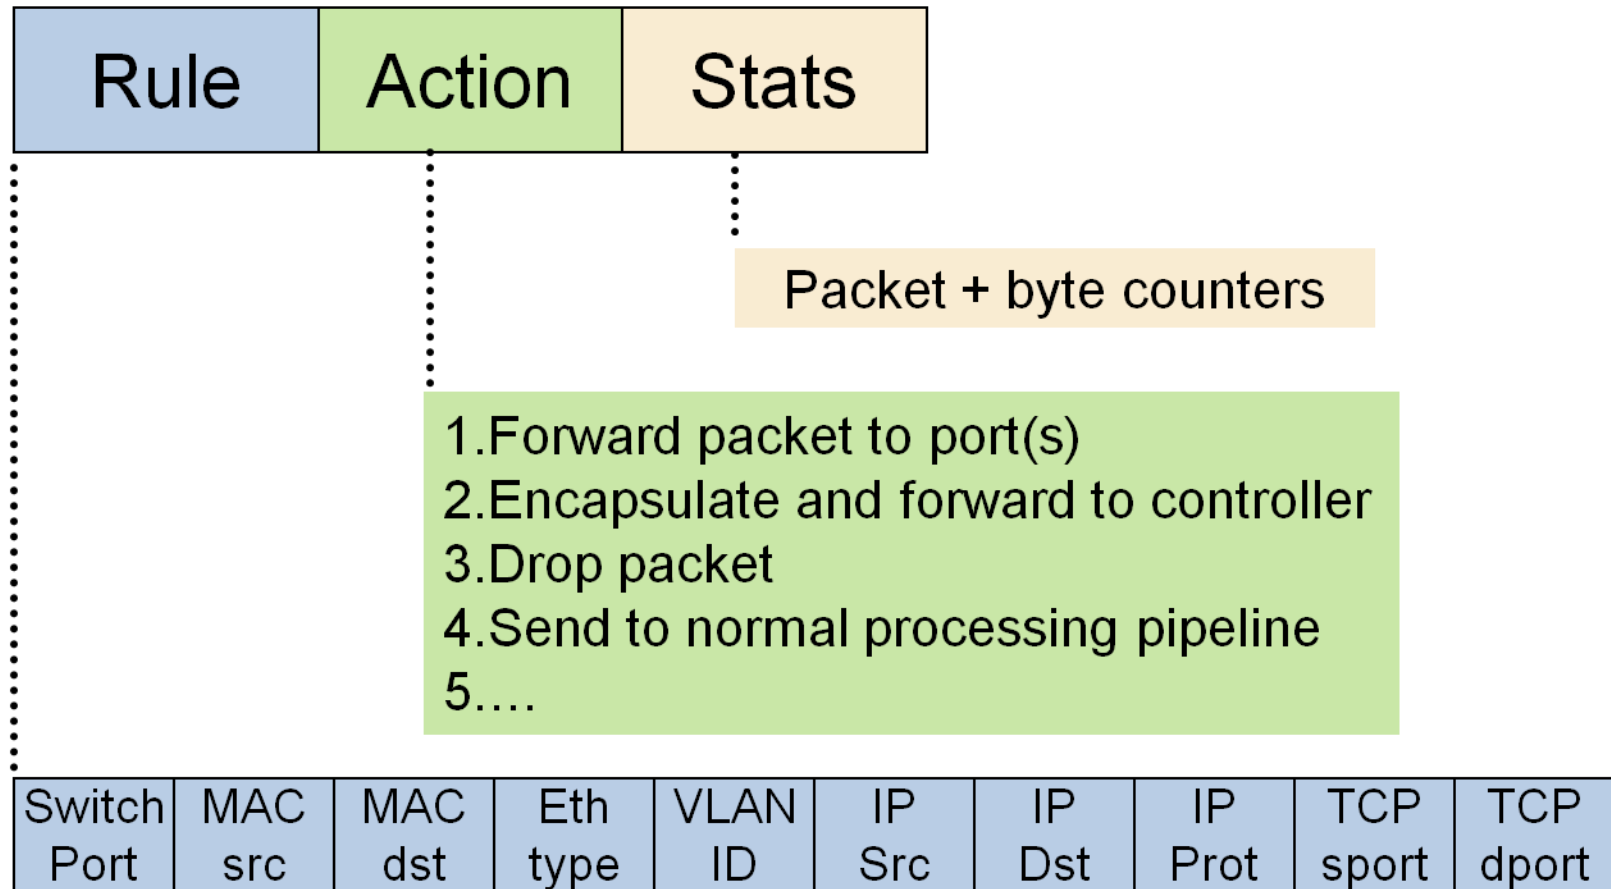 Rule Action Stats
Packet + byte counters
1.Forward packet to port(s)
2.Encapsulate and forward to controller
3.Drop packet
4.Send to normal processing pipeline
5....
Switch Port
MAC src
MAC dst
Eth type
VLAN ID
IP Src
IP Dst
IP Prot
TCP sport
TCP dport